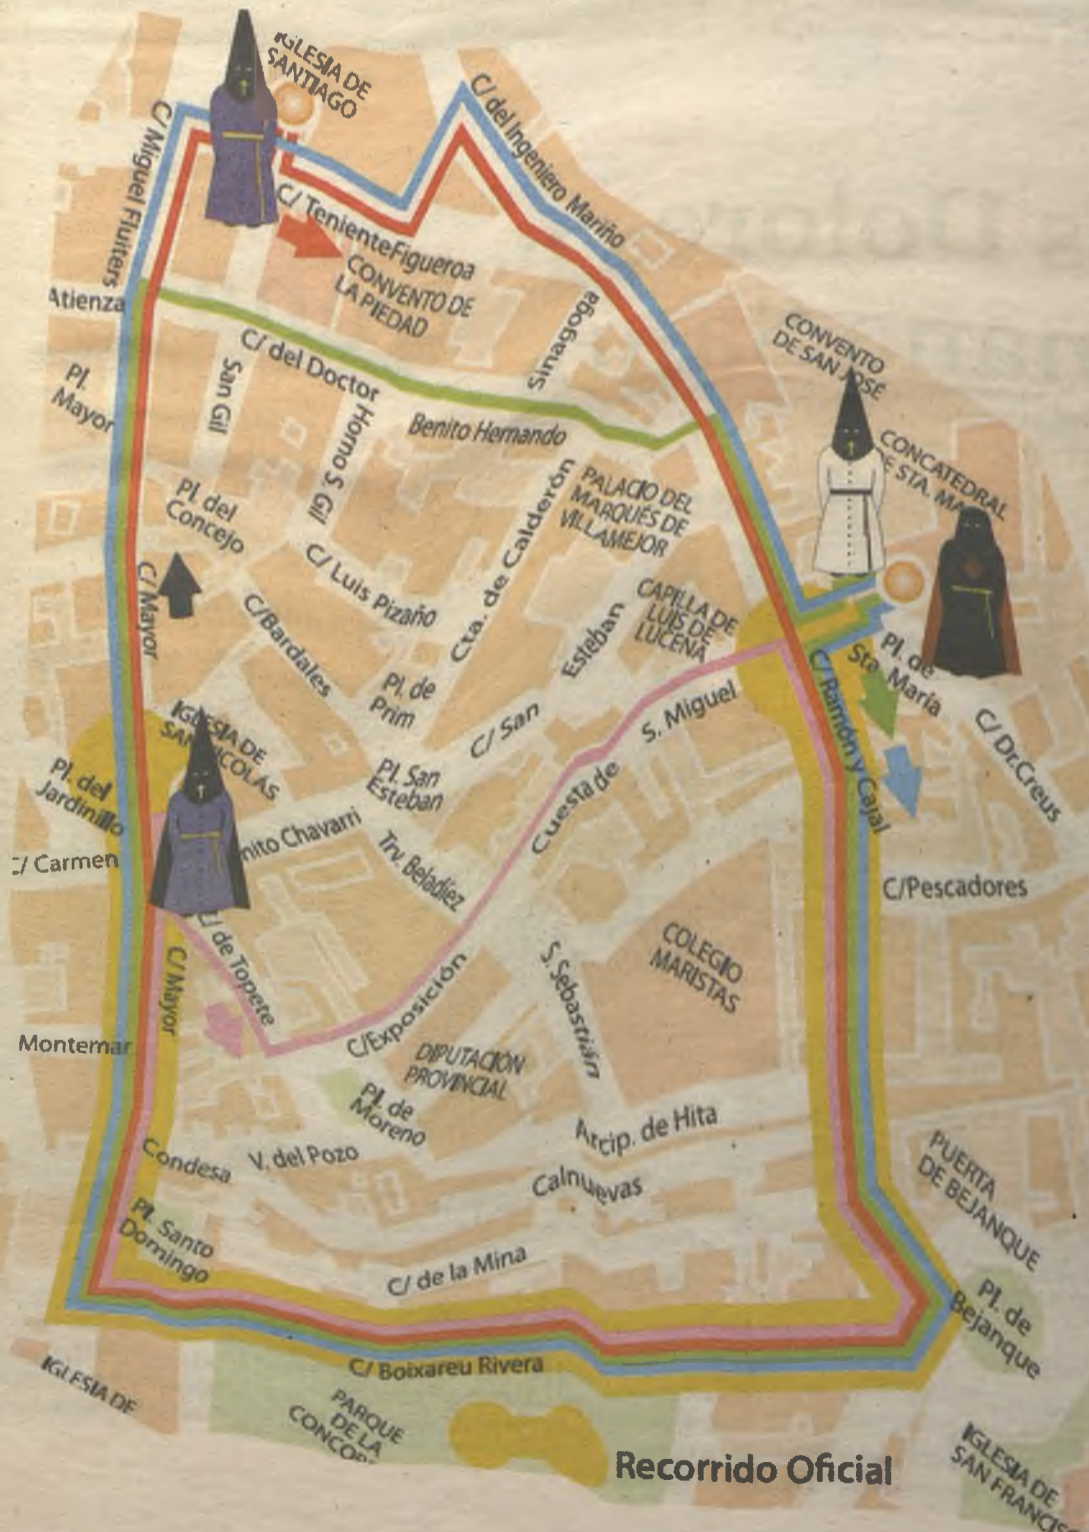 IGLESIA DE
SANTIAGO
C/ del Ingeniero Mariño
C/ Miguel Fluiters
C/ Teniente Figueroa
CONVENTO DE
LA PIEDAD
Atienza
Sinagoga
CONVENTO
DE SAN JOSÉ
C/ del Doctor
Benito Hernando
Pl.
Mayor
San Gil
Horno S. Gil
CONCATEDRAL
DE STA. MA
PALACIO DEL
MARQUÉS DE
VILLAMEJOR
Pl. del
Concejo
Cta. de Calderón
C/ Luis Pizaño
C/ Mayor
C/Bardales
CAPILLA DE
LUIS DE
LUCENA
Esteban
C/ San
Pl. de
Prim
S. Miguel
Cuesta de
Pl. de
Sta. María
C/ Ramón y Cajal
C/ Dr.Creus
IGLESIA DE
SAN NICOLÁS
Pl. del
Jardinillo
Pl. San
Esteban
nito Chavarri
Trv. Beladíez
C/ Carmen
C/Pescadores
C/ de Topete
C/ Mayor
COLEGIO
MARISTAS
S. Sebastián
C/Exposición
Montemar
DIPUTACIÓN
PROVINCIAL
Pl. de
Moreno
Arcip. de Hita
Condesa
V. del Pozo
Calnuevas
PUERTA
DE BEJANQUE
Pl. Santo
Domingo
C/ de la Mina
Pl. de
Bejanque
C/ Boixareu Rivera
IGLESIA DE
PARQUE
DE LA
CONCOR
Recorrido Oficial
IGLESIA DE
SAN FRANCISC